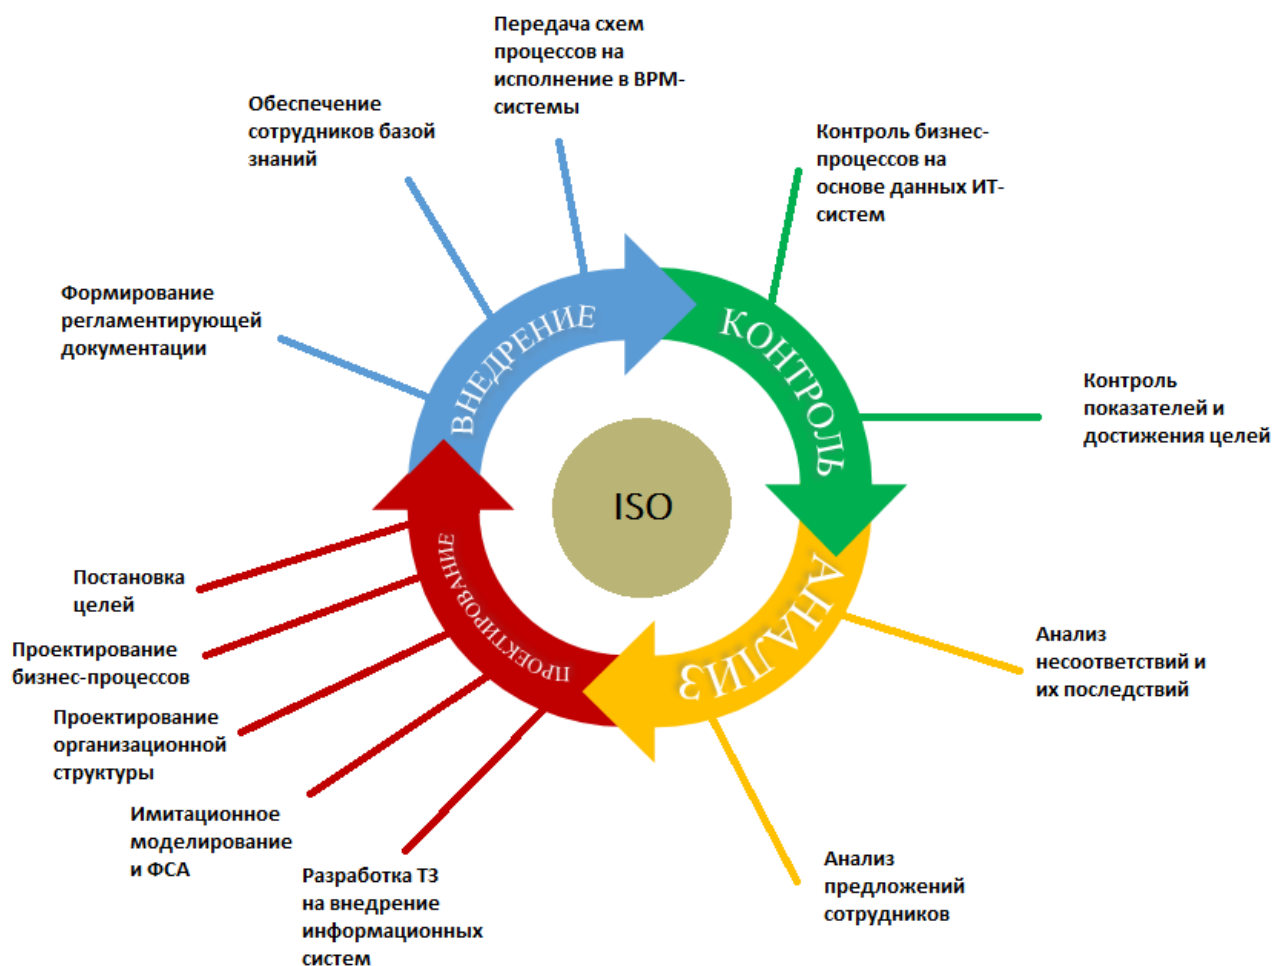 Передача схем
процессов на
исполнение в BPM-
системы
Обеспечение
сотрудников базой
знаний
Контроль бизнес-
процессов на
основе данных ИТ-
систем
Формирование
регламентирующей
документации
ВНЕДРЕНИЕ
КОНТРОЛЬ
Контроль
показателей и
достижения целей
ISO
ПРОЕКТИРОВАНИЕ
АНАЛИЗ
Постановка
целей
Проектирование
бизнес-процессов
Проектирование
организационной
структуры
Имитационное
моделирование
и ФСА
Разработка ТЗ
на внедрение
информационных
систем
Анализ
несоответствий и
их последствий
Анализ
предложений
сотрудников